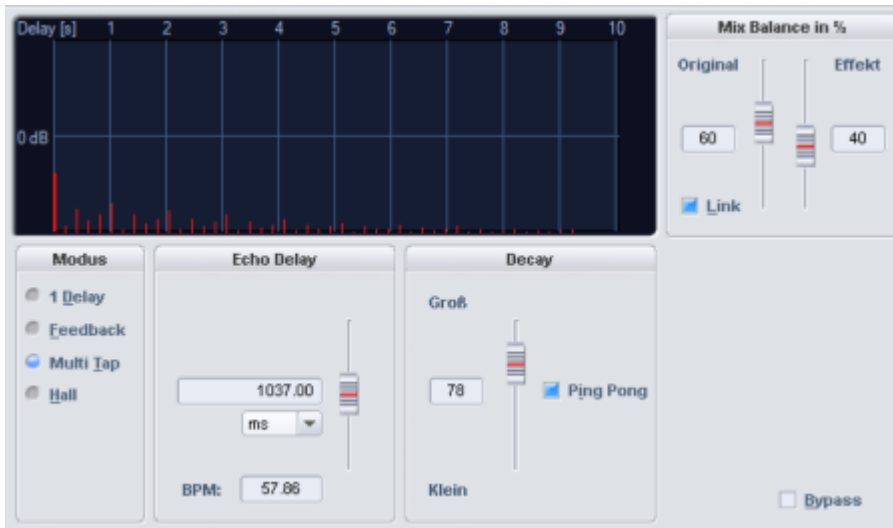 Delay [s] 1 2 3 4 5 6 7 8 9 10
0 dB
Mix Balance in %
Original Effekt
60 40
Link
Modus
1 Delay
Feedback
Multi Tap
Hall
Echo Delay
1037.00
ms
BPM: 57.86
Decay
Groß
78 Ping Pong
Klein
Bypass